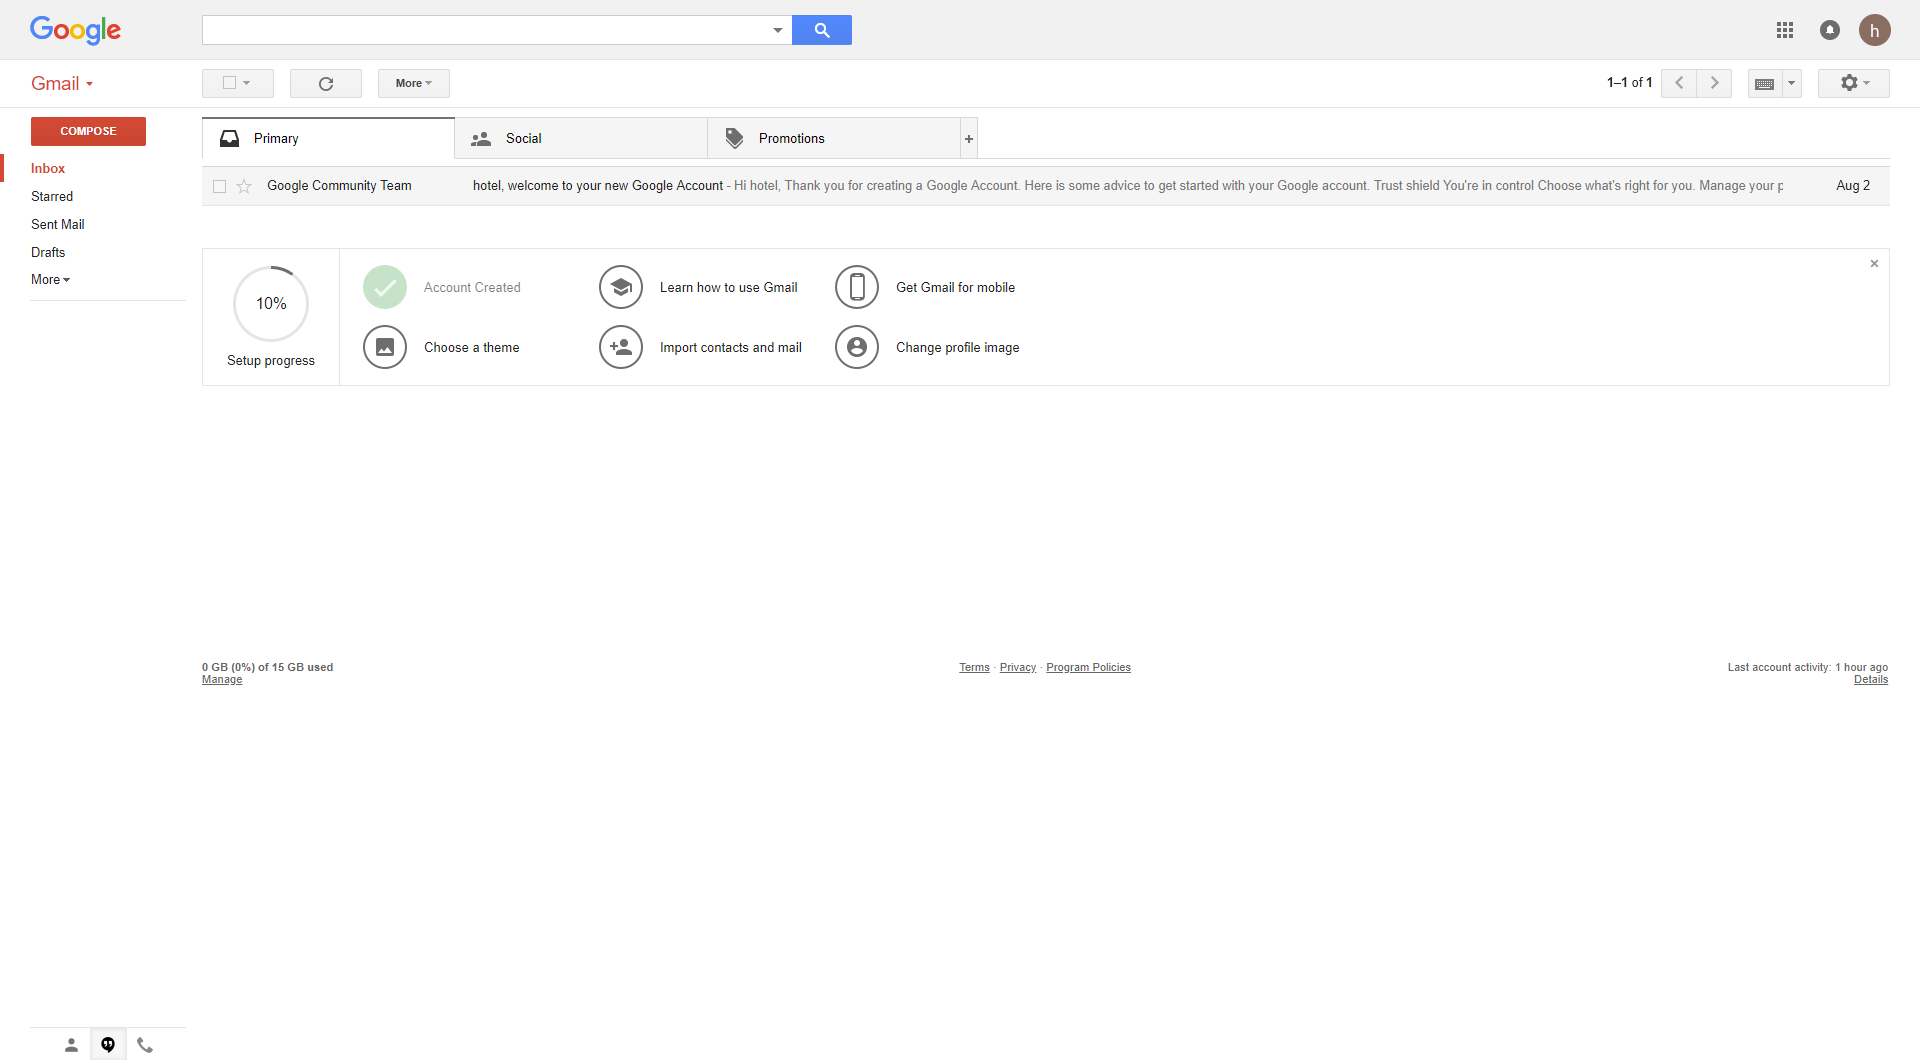 Google
h
Gmail
More
1–1 of 1
COMPOSE
Primary
Social
Promotions
+
Inbox
Starred
Sent Mail
Drafts
More
Google Community Team hotel, welcome to your new Google Account - Hi hotel, Thank you for creating a Google Account. Here is some advice to get started with your Google account. Trust shield You're in control Choose what's right for you. Manage your p Aug 2
10%
Setup progress
Account Created
Learn how to use Gmail
Get Gmail for mobile
Choose a theme
Import contacts and mail
Change profile image
0 GB (0%) of 15 GB used
Manage
Terms · Privacy · Program Policies
Last account activity: 1 hour ago
Details